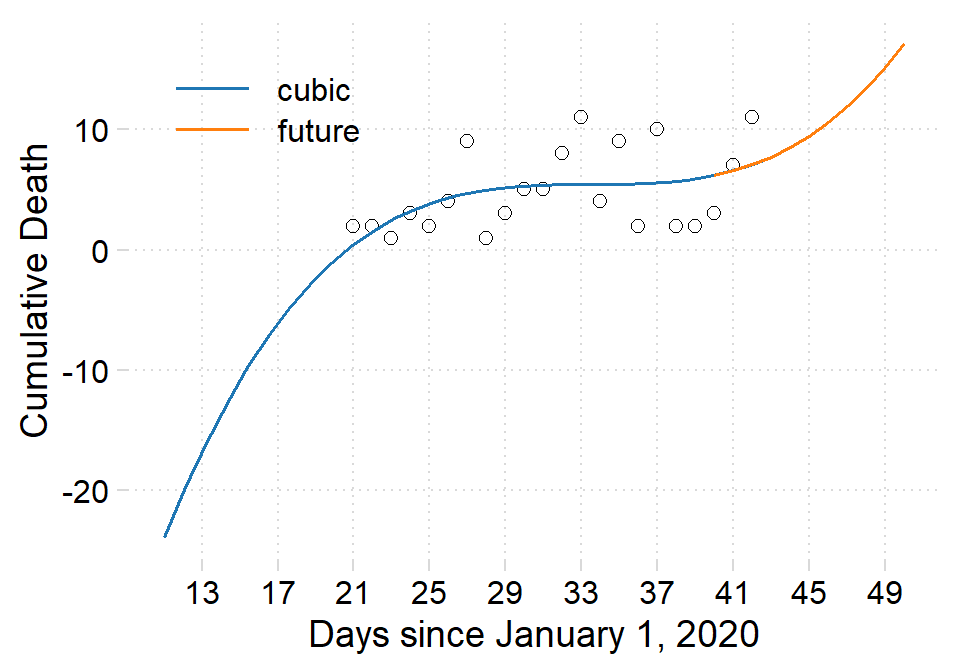 cubic
future
Cumulative Death
10
0
-10
-20
13 17 21 25 29 33 37 41 45 49
Days since January 1, 2020